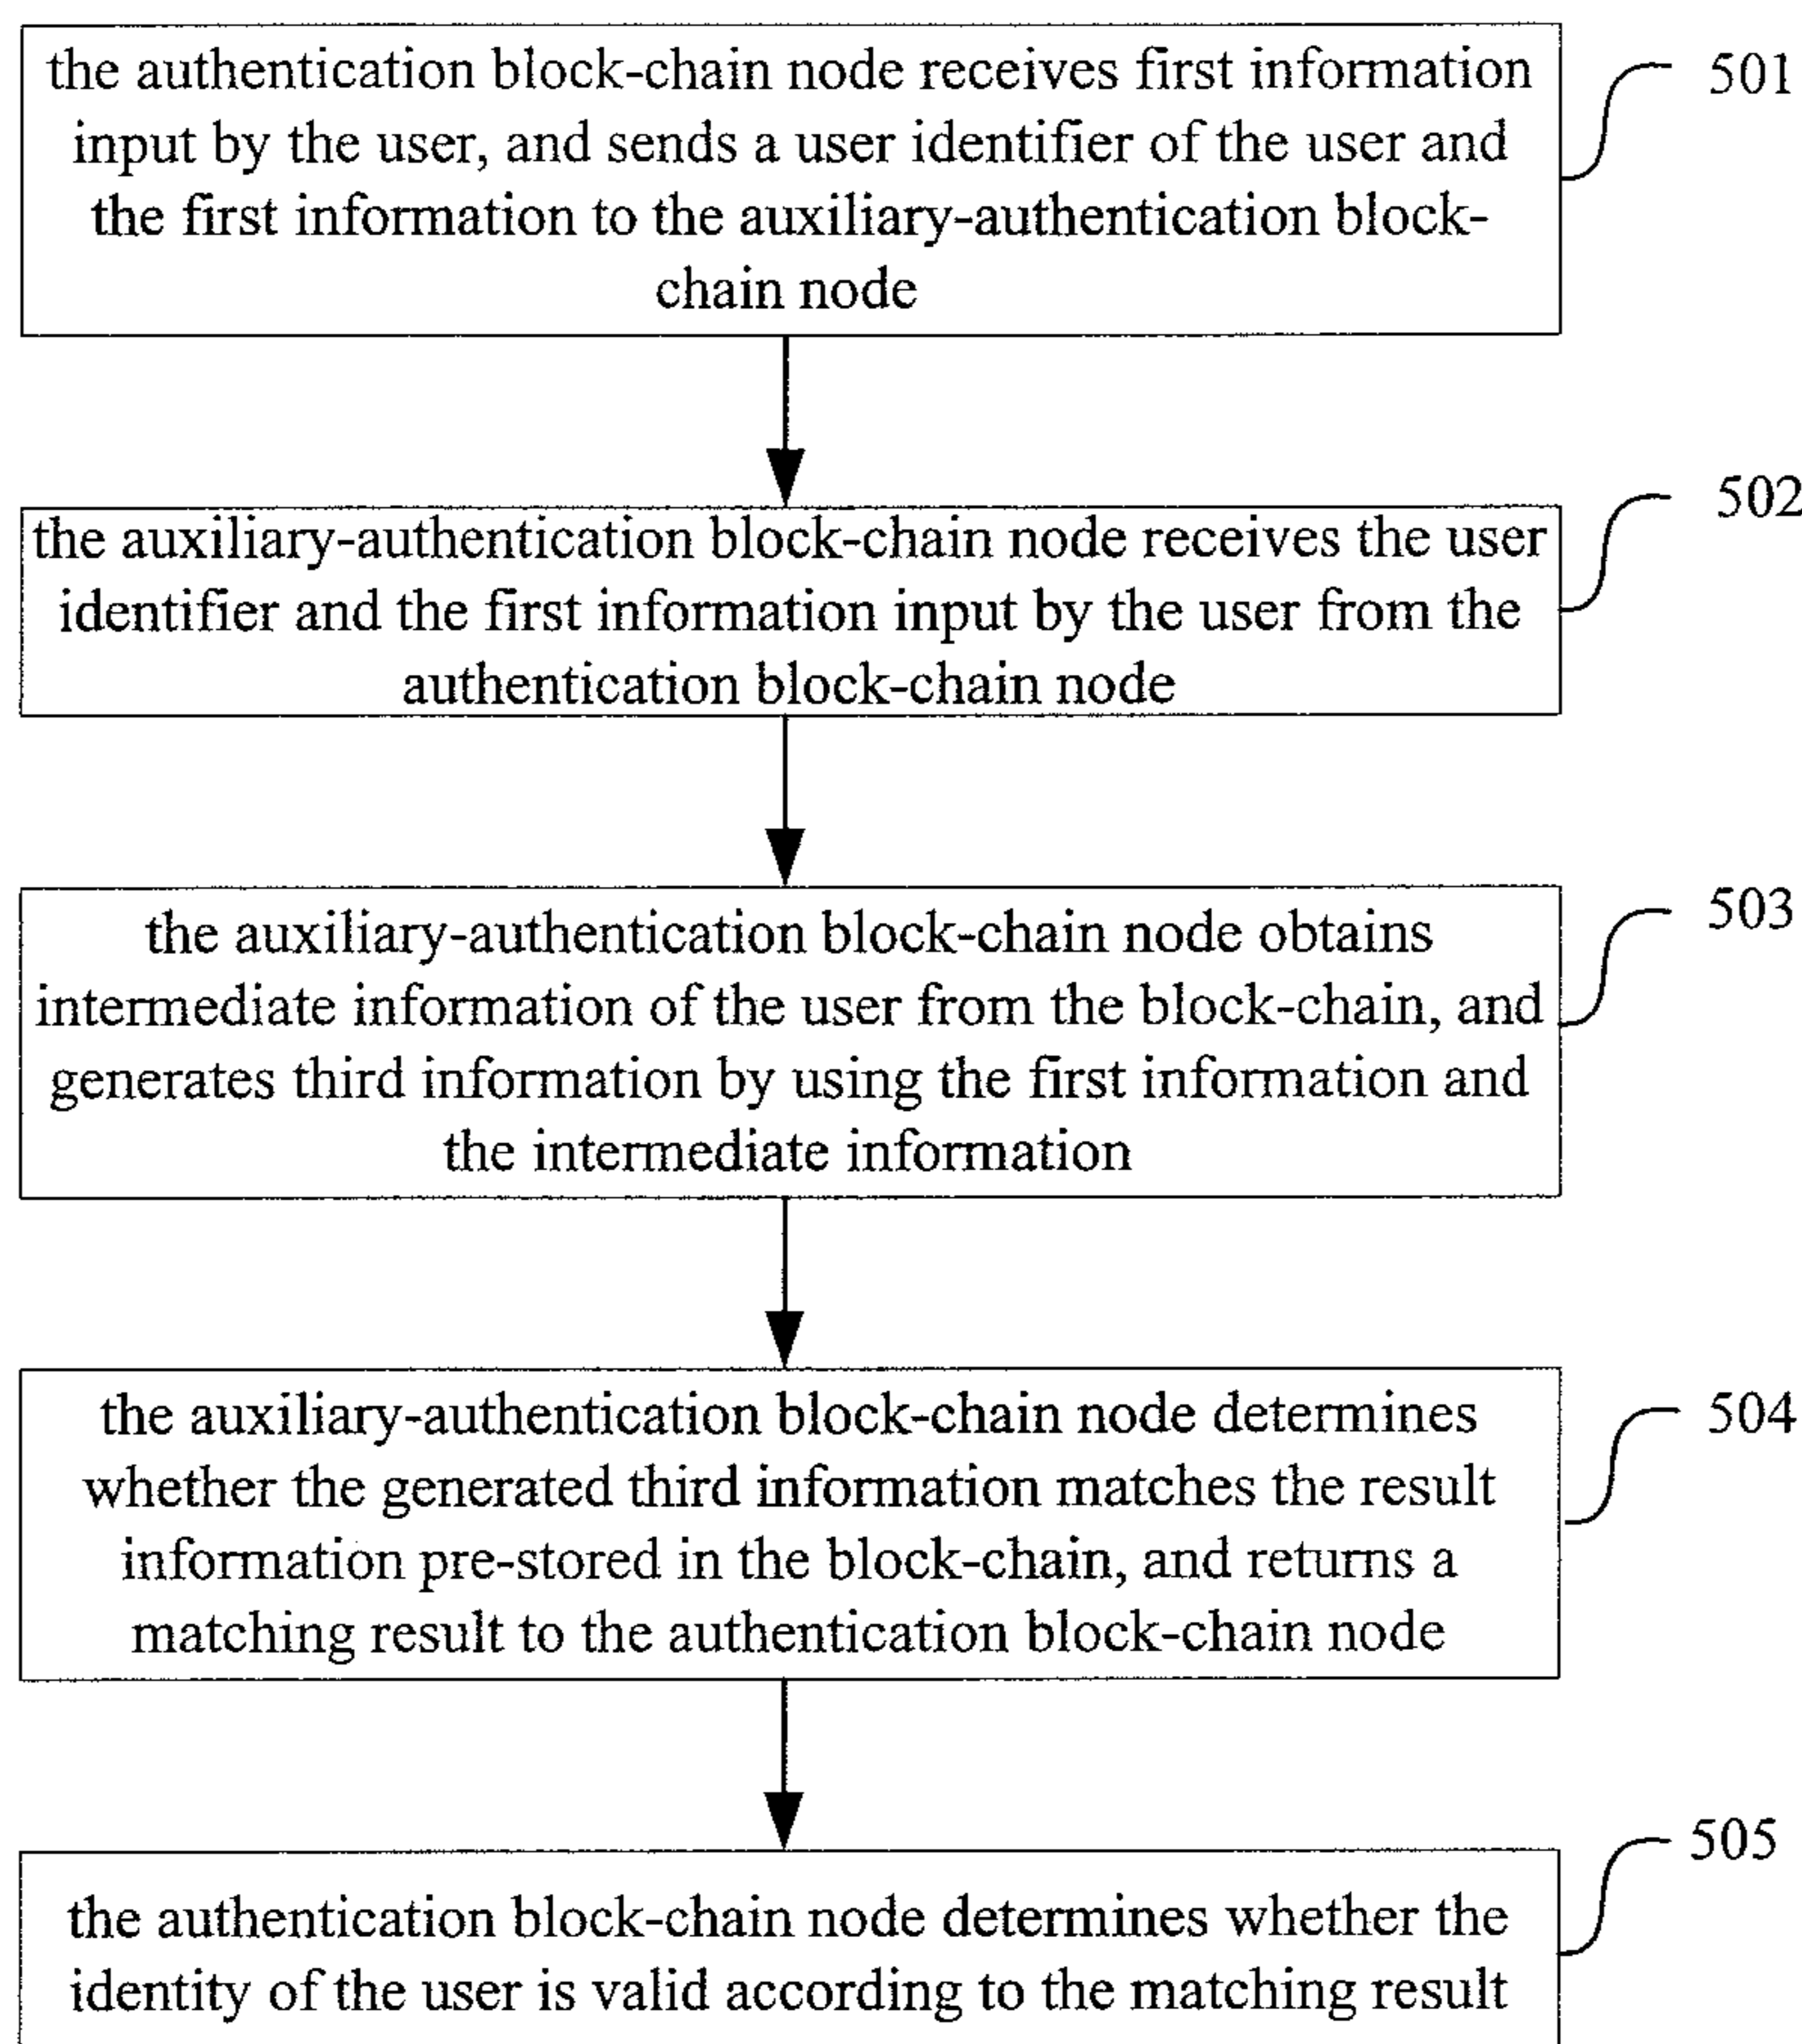 the authentication block-chain node receives first information
input by the user, and sends a user identifier of the user and
the first information to the auxiliary-authentication block-
chain node
501
the auxiliary-authentication block-chain node receives the user
identifier and the first information input by the user from the
authentication block-chain node
502
the auxiliary-authentication block-chain node obtains
intermediate information of the user from the block-chain, and
generates third information by using the first information and
the intermediate information
503
the auxiliary-authentication block-chain node determines
whether the generated third information matches the result
information pre-stored in the block-chain, and returns a
matching result to the authentication block-chain node
504
the authentication block-chain node determines whether the
identity of the user is valid according to the matching result
505